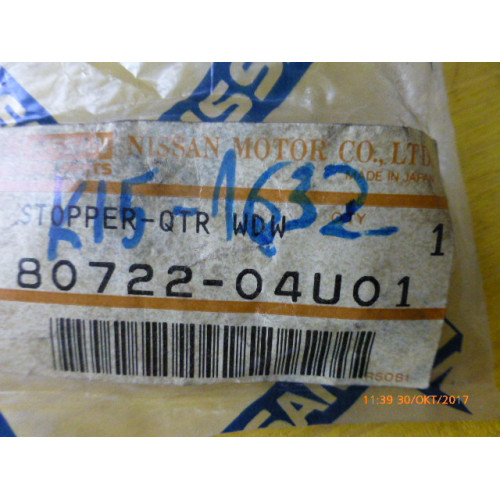 NISSAN MOTOR CO., LTD.
MADE IN JAPAN
K15-1632
STOPPER-QTR WDW
QTY
1
80722-04U01
11:39 30/OKT/2017